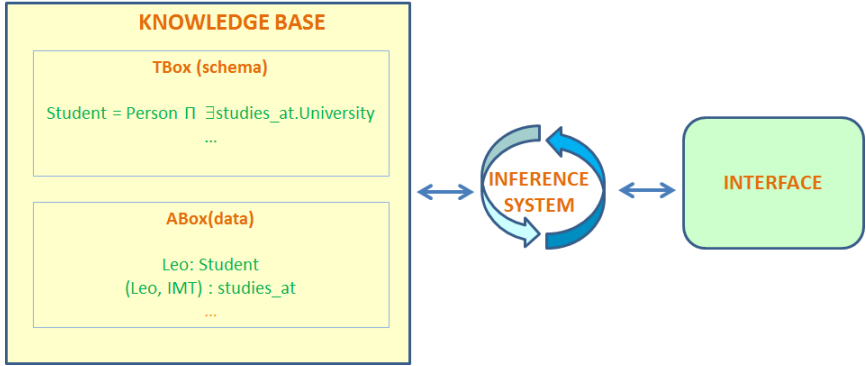 KNOWLEDGE BASE
TBox (schema)
Student = Person Π ∃studies_at.University
...
ABox(data)
Leo: Student
(Leo, IMT) : studies_at
...
INFERENCE
SYSTEM
INTERFACE